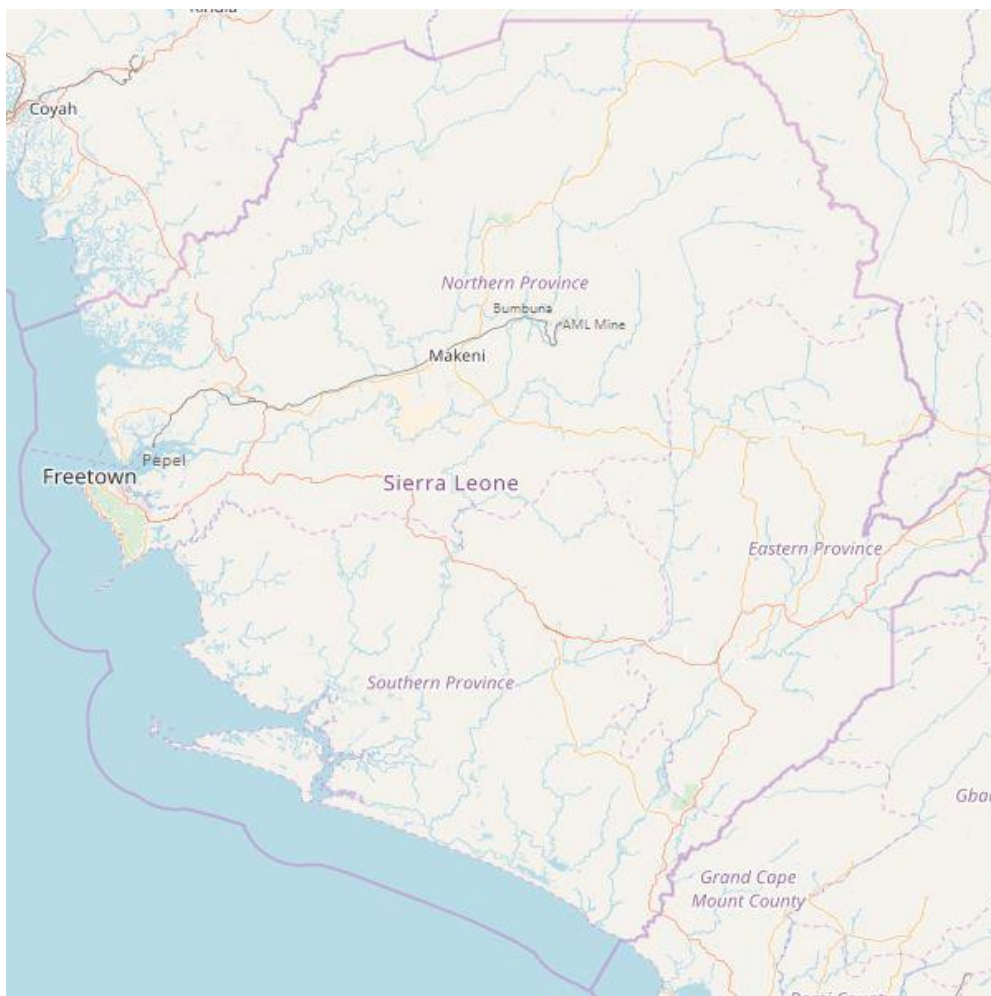 Coyah
Northern Province
Bumbuna
AML Mine
Makeni
Pepel
Freetown
Sierra Leone
Eastern Province
Southern Province
Grand Cape
Mount County